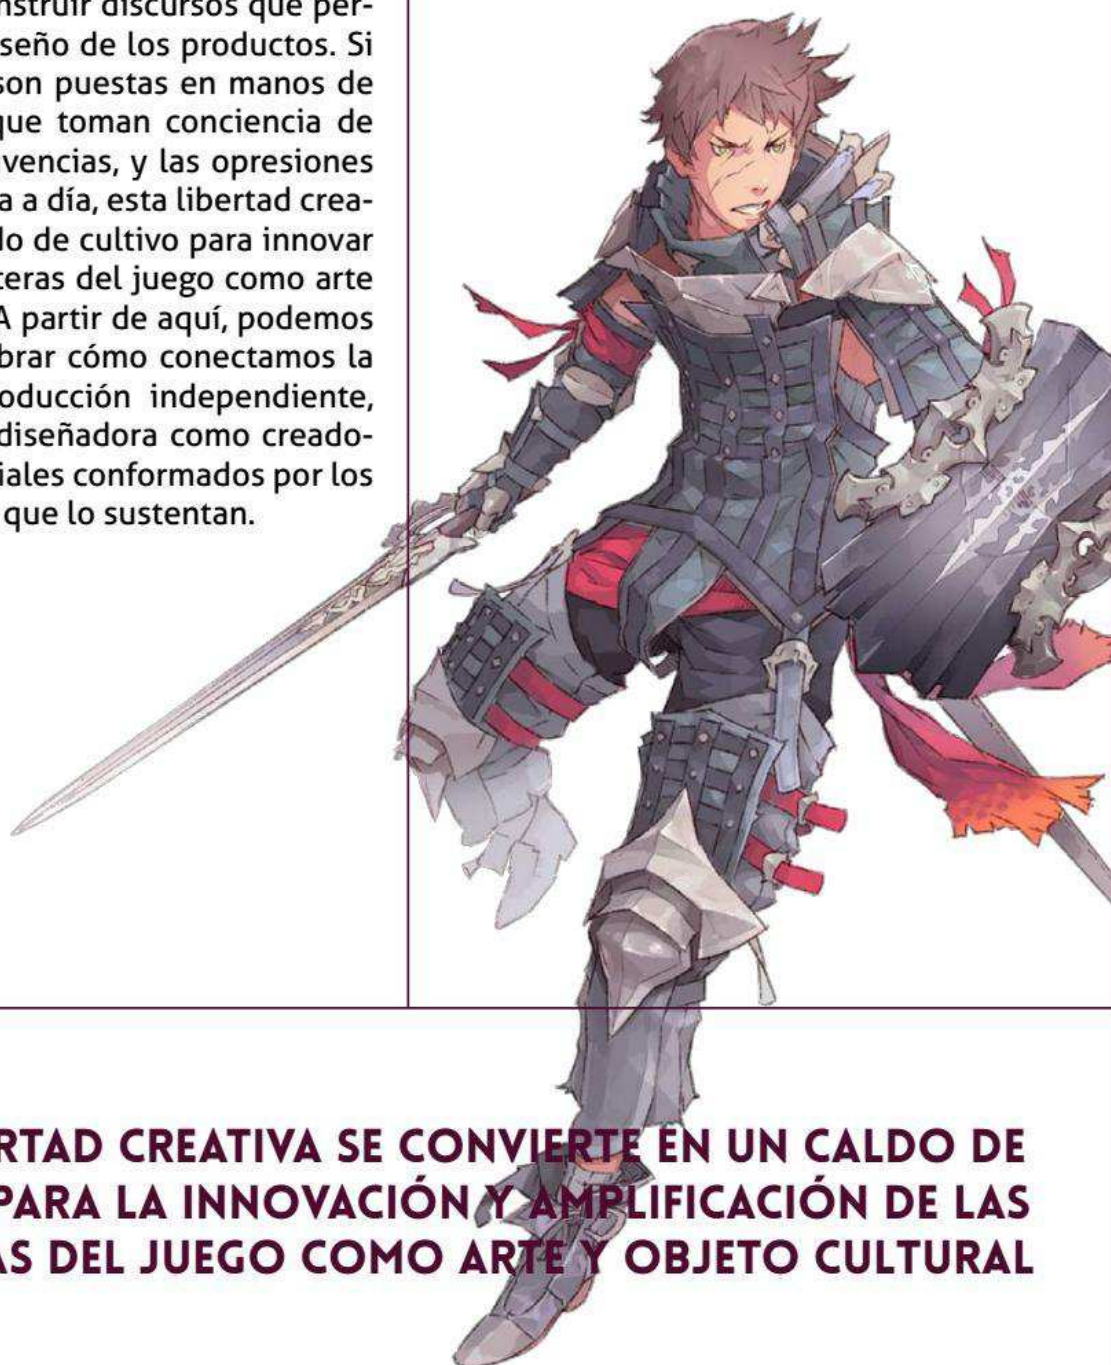 nstruir discursos que per-
seño de los productos. Si
son puestas en manos de
que toman conciencia de
vencias, y las opresiones
a a día, esta libertad crea-
do de cultivo para innovar
teras del juego como arte
A partir de aquí, podemos
brar cómo conectamos la
oducción independiente,
diseñadora como creado-
iales conformados por los
que lo sustentan.
RTAD CREATIVA SE CONVIERTE EN UN CALDO DE
PARA LA INNOVACIÓN Y AMPLIFICACIÓN DE LAS
AS DEL JUEGO COMO ARTE Y OBJETO CULTURAL